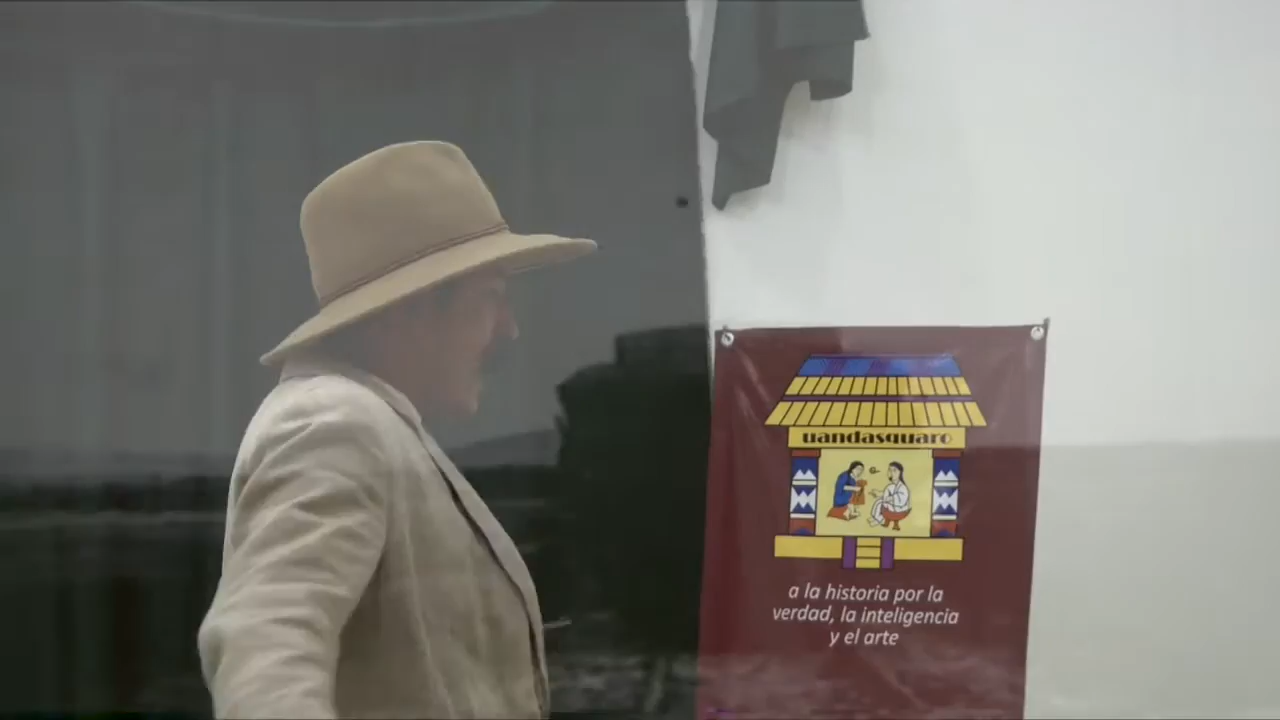 uandasquaro
a la historia por la
verdad, la inteligencia
y el arte